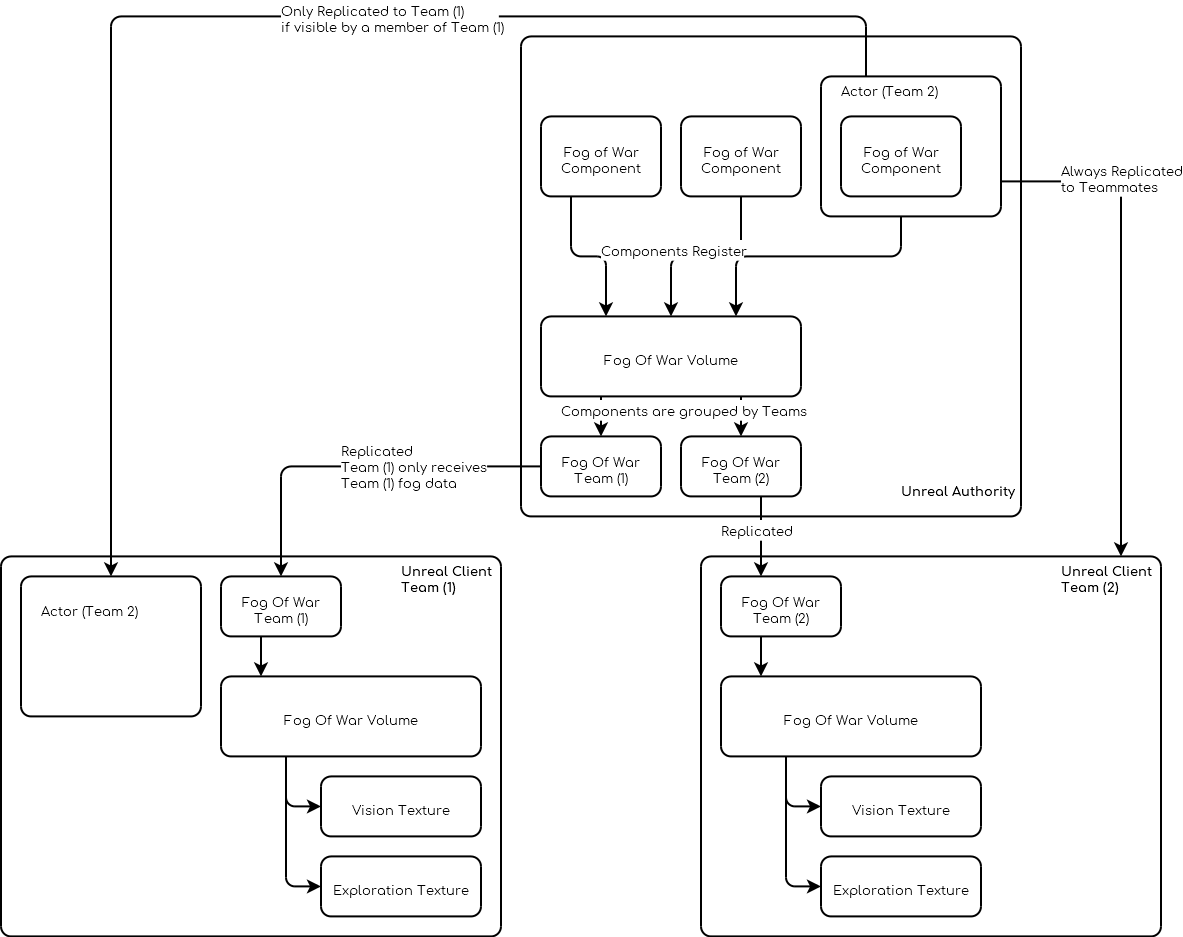 Only Replicated to Team (1)
if visible by a member of Team (1)
Actor (Team 2)
Fog of War
Component
Fog of War
Component
Fog of War
Component
Always Replicated
to Teammates
Components Register
Fog Of War Volume
Components are grouped by Teams
Fog Of War
Team (1)
Fog Of War
Team (2)
Unreal Authority
Replicated
Team (1) only receives
Team (1) fog data
Replicated
Unreal Client
Team (1)
Actor (Team 2)
Fog Of War
Team (1)
Fog Of War Volume
Vision Texture
Exploration Texture
Unreal Client
Team (2)
Fog Of War
Team (2)
Fog Of War Volume
Vision Texture
Exploration Texture